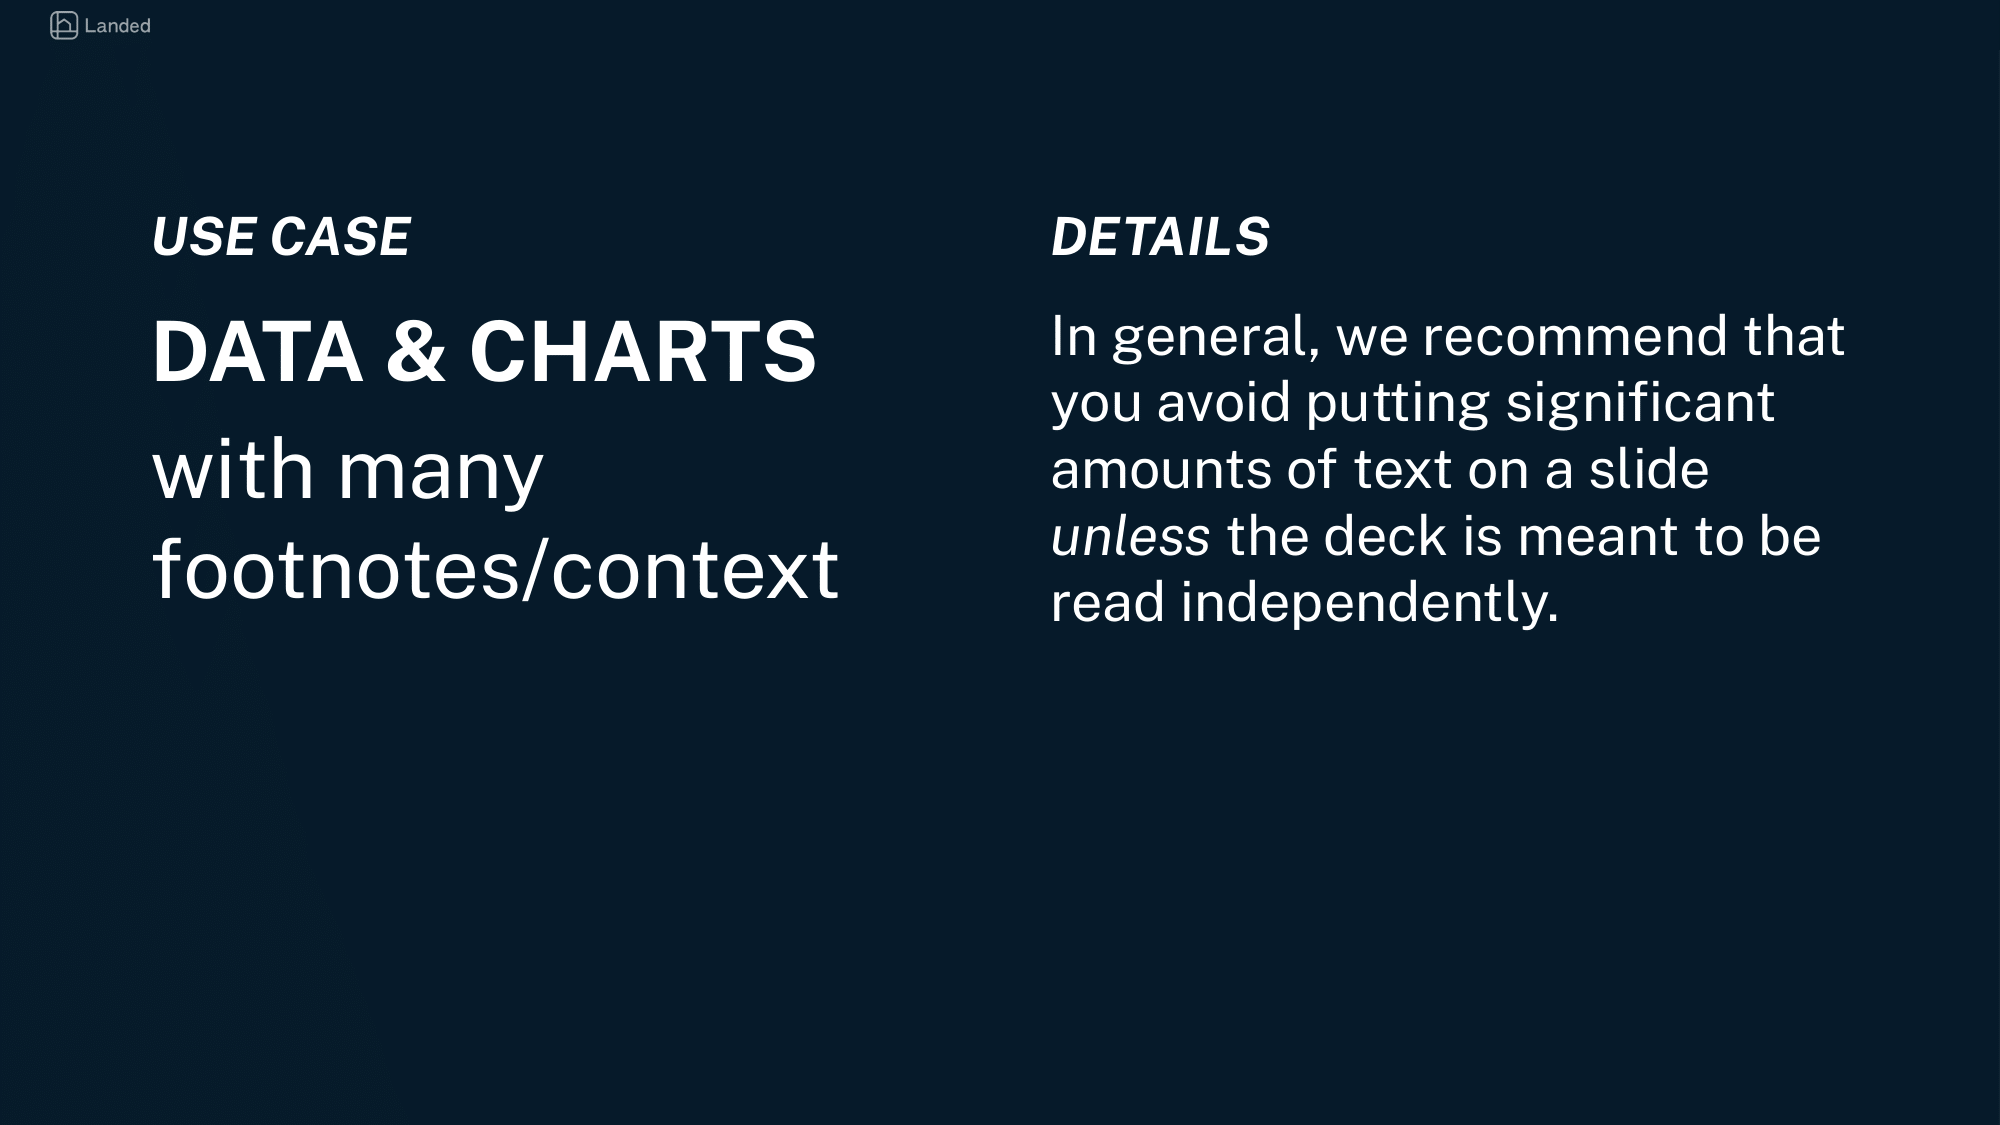 Landed
USE CASE
DATA & CHARTS
with many
footnotes/context
DETAILS
In general, we recommend that
you avoid putting significant
amounts of text on a slide
unless the deck is meant to be
read independently.